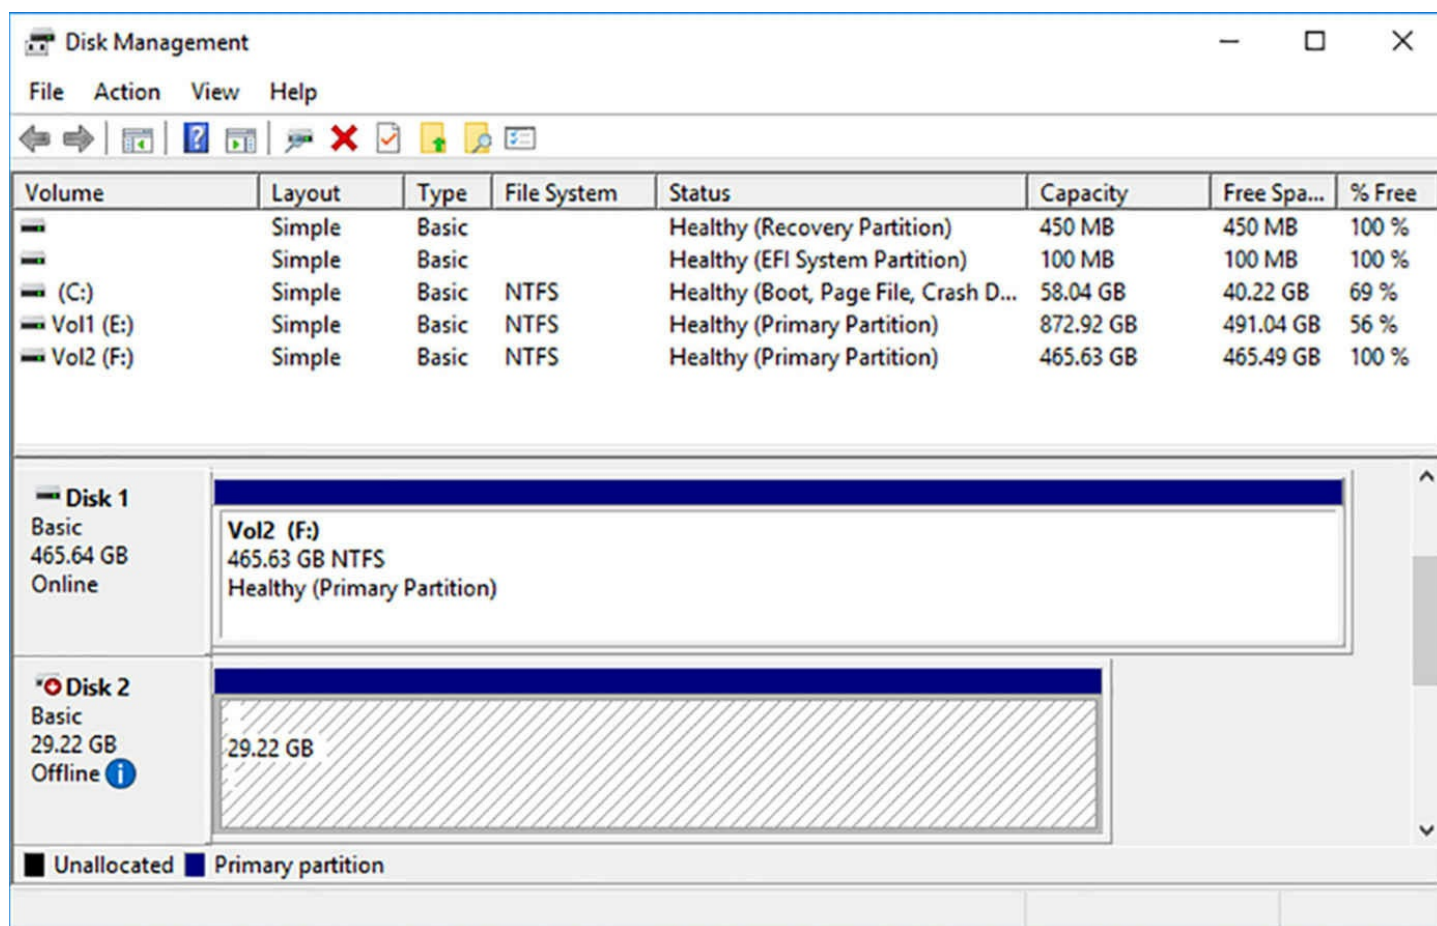 Disk Management
File Action View Help
Volume Layout Type File System Status Capacity Free Spa... % Free
Simple Basic Healthy (Recovery Partition) 450 MB 450 MB 100 %
Simple Basic Healthy (EFI System Partition) 100 MB 100 MB 100 %
(C:) Simple Basic NTFS Healthy (Boot, Page File, Crash D... 58.04 GB 40.22 GB 69 %
Vol1 (E:) Simple Basic NTFS Healthy (Primary Partition) 872.92 GB 491.04 GB 56 %
Vol2 (F:) Simple Basic NTFS Healthy (Primary Partition) 465.63 GB 465.49 GB 100 %
Disk 1
Basic
465.64 GB
Online
Vol2 (F:)
465.63 GB NTFS
Healthy (Primary Partition)
Disk 2
Basic
29.22 GB
Offline
29.22 GB
Unallocated Primary partition